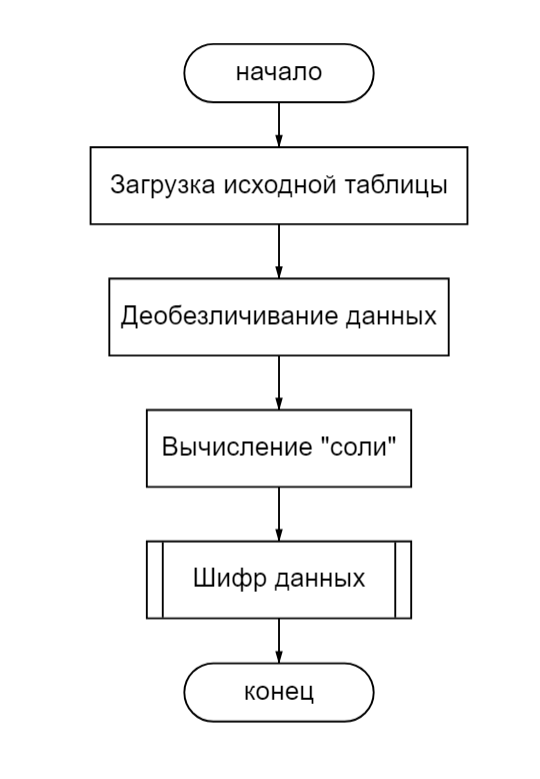 начало
Загрузка исходной таблицы
Деобезличивание данных
Вычисление "соли"
Шифр данных
конец